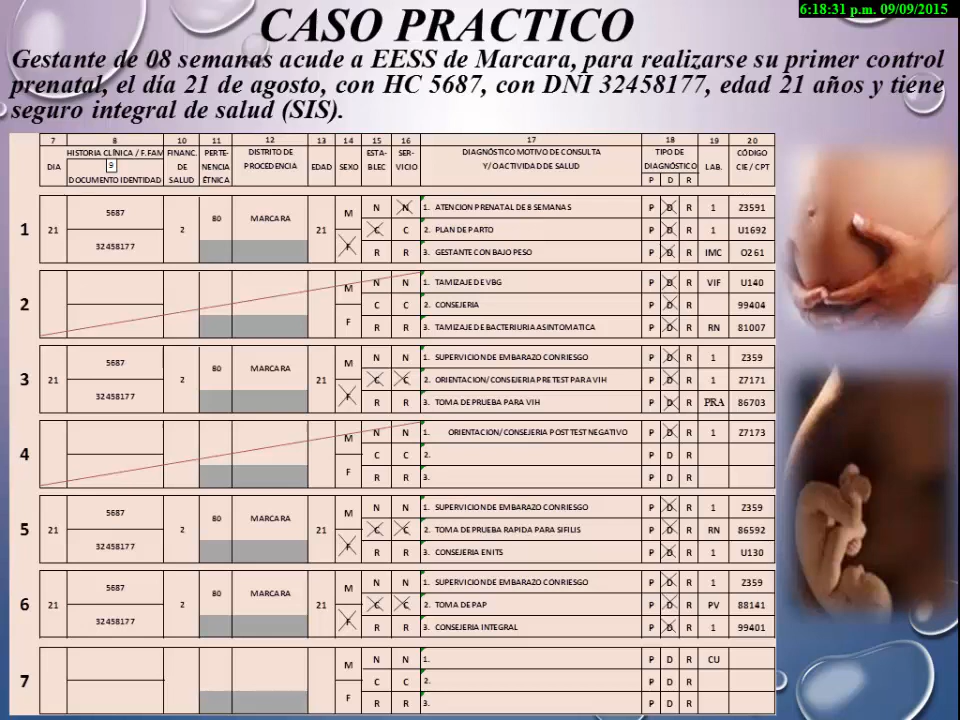 6:18:31 p.m. 09/09/2015
CASO PRACTICO
Gestante de 08 semanas acude a EESS de Marcara, para realizarse su primer control
prenatal, el día 21 de agosto, con HC 5687, con DNI 32458177, edad 21 años y tiene
seguro integral de salud (SIS).
7 8 10 11 12 13 14 15 16 17 18 19 20
DIA HISTORIA CLÍNICA / F.FAM 9 DOCUMENTO IDENTIDAD FINANC. DE SALUD PERTE- NENCIA ÉTNICA DISTRITO DE PROCEDENCIA EDAD SEXO ESTA- BLEC SER- VICIO DIAGNÓSTICO MOTIVO DE CONSULTA Y/O ACTIVIDAD DE SALUD TIPO DE DIAGNÓSTICO P D R LAB. CÓDIGO CIE / CPT
1 21 5687 32458177 2 80 MARCARA 21 M F
N N 1. ATENCION PRENATAL DE 8 SEMANAS P D R 1 Z3591
C C 2. PLAN DE PARTO P D R 1 U1692
R R 3. GESTANTE CON BAJO PESO P D R IMC O261
2 M F
N N 1. TAMIZAJE DE VBG P D R VIF U140
C C 2. CONSEJERIA P D R 99404
R R 3. TAMIZAJE DE BACTERIURIA ASINTOMATICA P D R RN 81007
3 21 5687 32458177 2 80 MARCARA 21 M F
N N 1. SUPERVICION DE EMBARAZO CON RIESGO P D R 1 Z359
C C 2. ORIENTACION/ CONSEJERIA PRE TEST PARA VIH P D R 1 Z7171
R R 3. TOMA DE PRUEBA PARA VIH P D R PRA 86703
4 M F
N N 1. ORIENTACION/ CONSEJERIA POST TEST NEGATIVO P D R 1 Z7173
C C 2. P D R
R R 3. P D R
5 21 5687 32458177 2 80 MARCARA 21 M F
N N 1. SUPERVICION DE EMBARAZO CON RIESGO P D R 1 Z359
C C 2. TOMA DE PRUEBA RAPIDA PARA SIFILIS P D R RN 86592
R R 3. CONSEJERIA EN ITS P D R 1 U130
6 21 5687 32458177 2 80 MARCARA 21 M F
N N 1. SUPERVICION DE EMBARAZO CON RIESGO P D R 1 Z359
C C 2. TOMA DE PAP P D R PV 88141
R R 3. CONSEJERIA INTEGRAL P D R 1 99401
7 M F
N N 1. P D R CU
C C 2. P D R
R R 3. P D R